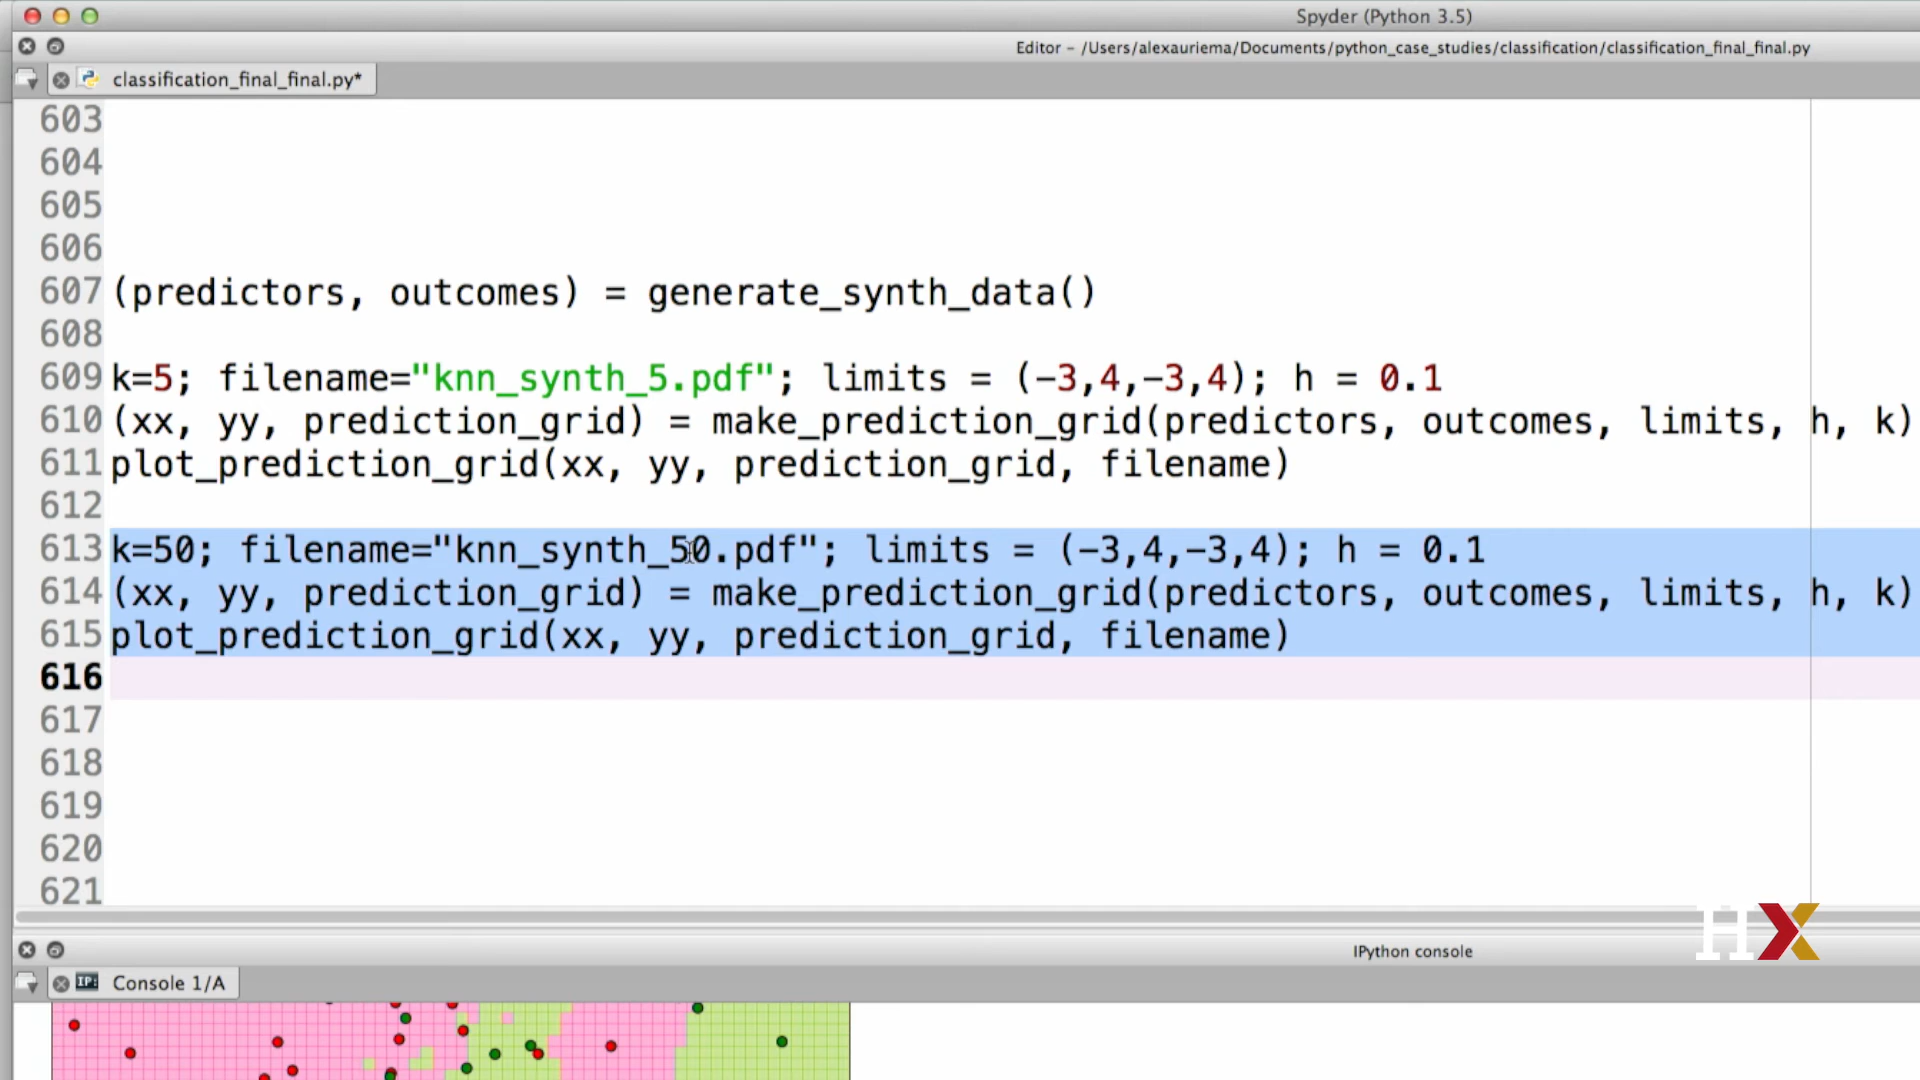 Spyder (Python 3.5)
Editor - /Users/alexauriema/Documents/python_case_studies/classification/classification_final_final.py
classification_final_final.py*
603
604
605
606
607 (predictors, outcomes) = generate_synth_data()
608
609 k=5; filename="knn_synth_5.pdf"; limits = (-3,4,-3,4); h = 0.1
610 (xx, yy, prediction_grid) = make_prediction_grid(predictors, outcomes, limits, h, k)
611 plot_prediction_grid(xx, yy, prediction_grid, filename)
612
613 k=50; filename="knn_synth_50.pdf"; limits = (-3,4,-3,4); h = 0.1
614 (xx, yy, prediction_grid) = make_prediction_grid(predictors, outcomes, limits, h, k)
615 plot_prediction_grid(xx, yy, prediction_grid, filename)
616
617
618
619
620
621
HX
IPython console
IP: Console 1/A